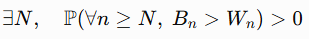 ∃N, ℙ(∀n ≥ N, Bₙ > Wₙ) > 0